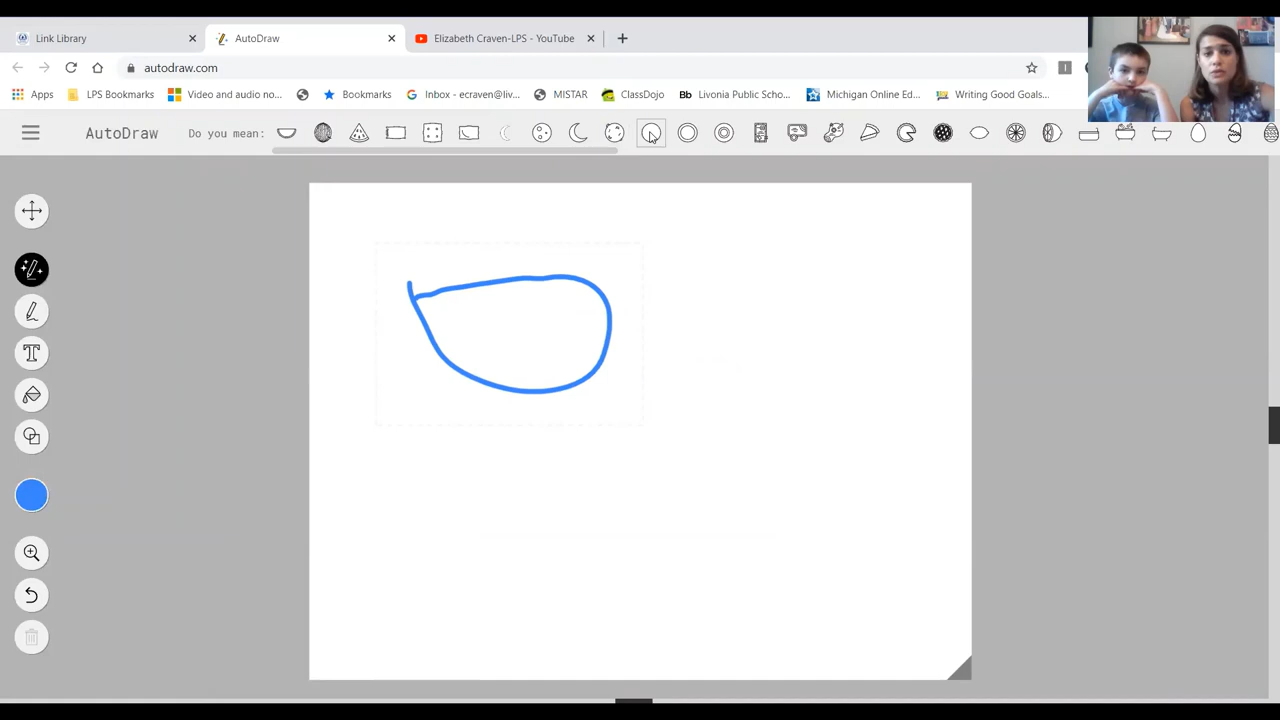 Link Library
AutoDraw
Elizabeth Craven-LPS - YouTube
autodraw.com
Apps
LPS Bookmarks
Video and audio no...
Bookmarks
Inbox - ecraven@liv...
MISTAR
ClassDojo
Bb Livonia Public Scho...
Michigan Online Ed...
Writing Good Goals...
AutoDraw
Do you mean:
T